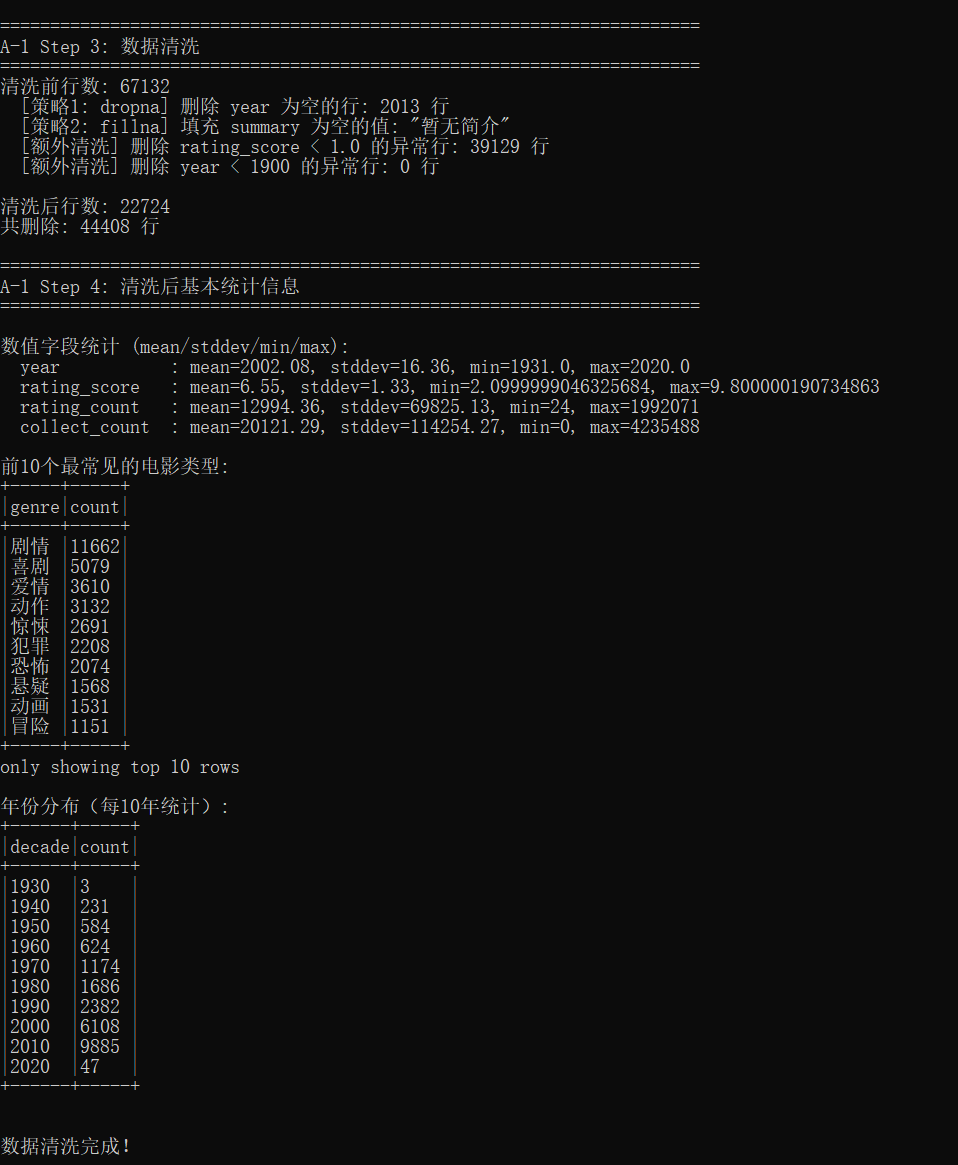 ======================================================================
A-1 Step 3: 数据清洗
======================================================================
清洗前行数: 67132
  [策略1: dropna] 删除 year 为空的行: 2013 行
  [策略2: fillna] 填充 summary 为空的值: "暂无简介"
  [额外清洗] 删除 rating_score < 1.0 的异常行: 39129 行
  [额外清洗] 删除 year < 1900 的异常行: 0 行
清洗后行数: 22724
共删除: 44408 行
======================================================================
A-1 Step 4: 清洗后基本统计信息
======================================================================
数值字段统计 (mean/stddev/min/max):
  year           : mean=2002.08, stddev=16.36, min=1931.0, max=2020.0
  rating_score   : mean=6.55, stddev=1.33, min=2.0999999046325684, max=9.800000190734863
  rating_count   : mean=12994.36, stddev=69825.13, min=24, max=1992071
  collect_count  : mean=20121.29, stddev=114254.27, min=0, max=4235488
前10个最常见的电影类型:
+-----+-----+
|genre|count|
+-----+-----+
|剧情 |11662|
|喜剧 |5079 |
|爱情 |3610 |
|动作 |3132 |
|惊悚 |2691 |
|犯罪 |2208 |
|恐怖 |2074 |
|悬疑 |1568 |
|动画 |1531 |
|冒险 |1151 |
+-----+-----+
only showing top 10 rows
年份分布（每10年统计）:
+------+-----+
|decade|count|
+------+-----+
|1930  |3    |
|1940  |231  |
|1950  |584  |
|1960  |624  |
|1970  |1174 |
|1980  |1686 |
|1990  |2382 |
|2000  |6108 |
|2010  |9885 |
|2020  |47   |
+------+-----+
数据清洗完成!